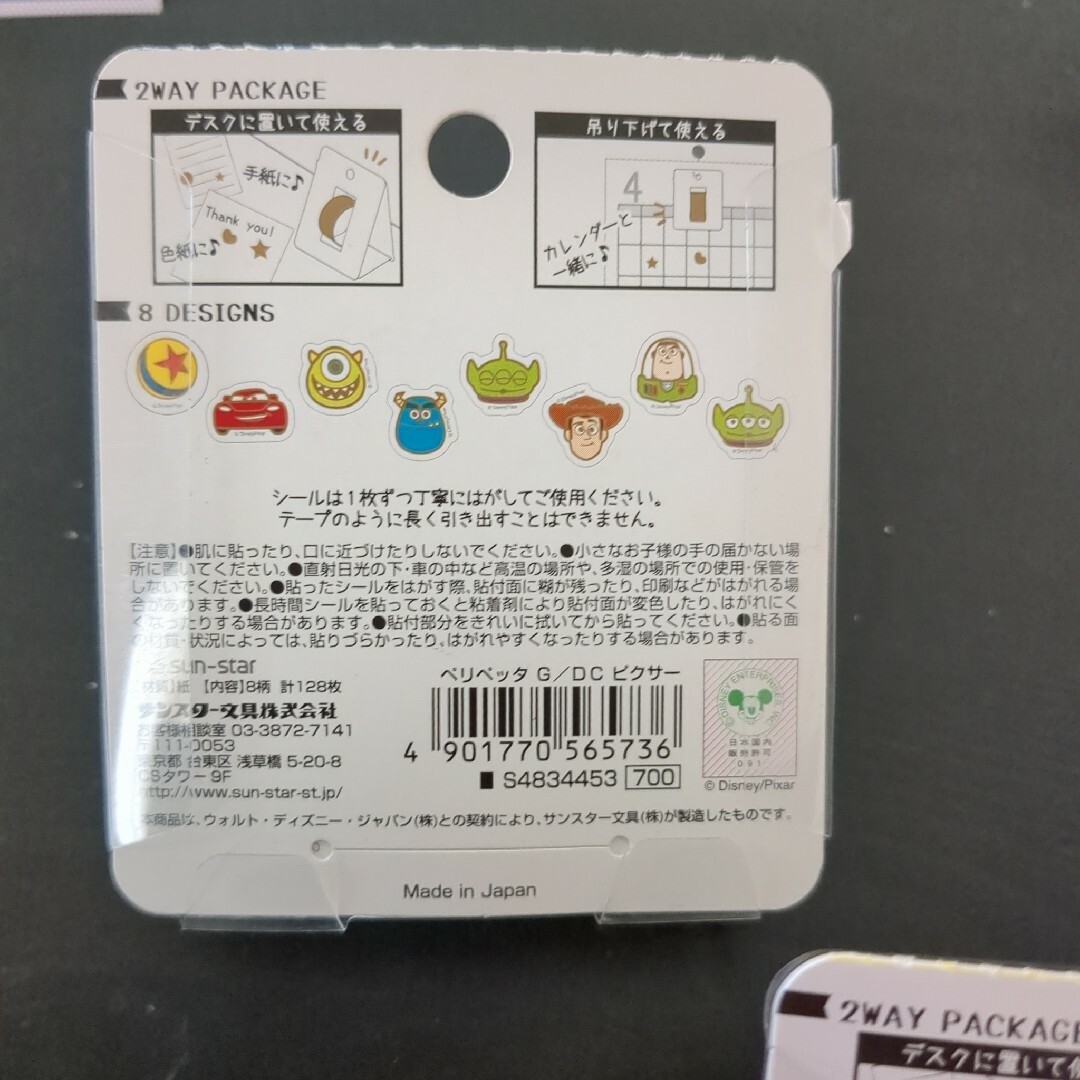 2WAY PACKAGE
デスクに置いて使える
手紙に♪
Thank you!
色紙に♪
吊り下げて使える
4
カレンダーと
一緒に♪
8 DESIGNS
シールは1枚ずつ丁寧にはがしてご使用ください。
テープのように長く引き出すことはできません。
【注意】●肌に貼ったり、口に近づけたりしないでください。●小さなお子様の手の届かない場
所に置いてください。●直射日光の下・車の中など高温の場所や、多湿の場所での使用・保管を
しないでください。●貼ったシールをはがす際、貼付面に糊が残ったり、印刷などがはがれる場
合があります。●長時間シールを貼っておくと粘着剤により貼付面が変色したり、はがれにく
くなったりする場合があります。●貼付部分をきれいに拭いてから貼ってください。●貼る面
の材質・状況によっては、貼りづらかったり、はがれやすくなったりする場合があります。
sun-star
【材質】紙 【内容】8柄 計128枚
サンスター文具株式会社
お客様相談室 03-3872-7141
〒111-0053
東京都 台東区 浅草橋 5-20-8
CSタワー9F
http://www.sun-star-st.jp/
ペリペッタ G/DC ピクサー
4 901770 565736
■ S4834453 700
©DISNEY ENTERPRISES, INC.
日本国内
販売許可
091
© Disney/Pixar
本商品は、ウォルト・ディズニー・ジャパン(株)との契約により、サンスター文具(株)が製造したものです。
Made in Japan
2WAY PACKAGE
デスクに置いて使